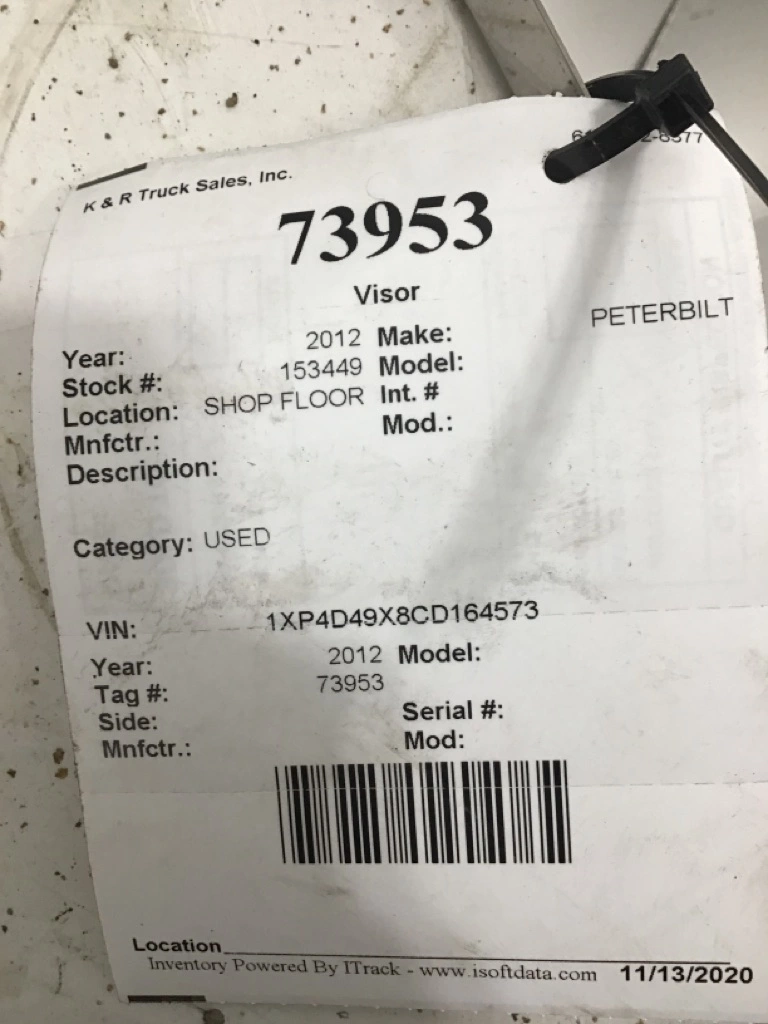 K & R Truck Sales, Inc.
73953
Visor
Year: 2012 Make: PETERBILT
Stock #: 153449 Model:
Location: SHOP FLOOR Int. #
Mnfctr.: Mod.:
Description:
Category: USED
VIN: 1XP4D49X8CD164573
Year: 2012 Model:
Tag #: 73953
Side: Serial #:
Mnfctr.: Mod:
Location
Inventory Powered By ITrack - www.isoftdata.com 11/13/2020